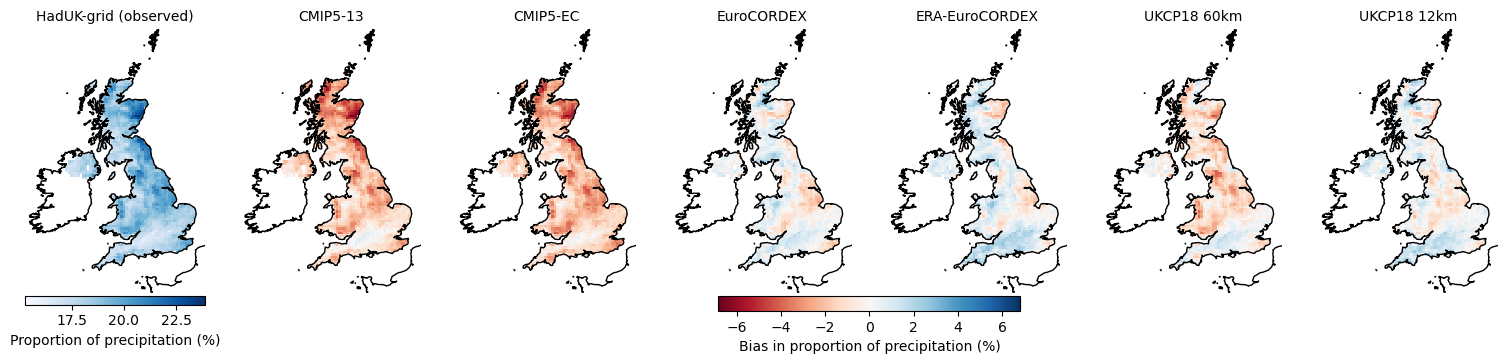 HadUK-grid (observed)
CMIP5-13
CMIP5-EC
EuroCORDEX
ERA-EuroCORDEX
UKCP18 60km
UKCP18 12km
17.5 20.0 22.5
Proportion of precipitation (%)
−6 −4 −2 0 2 4 6
Bias in proportion of precipitation (%)